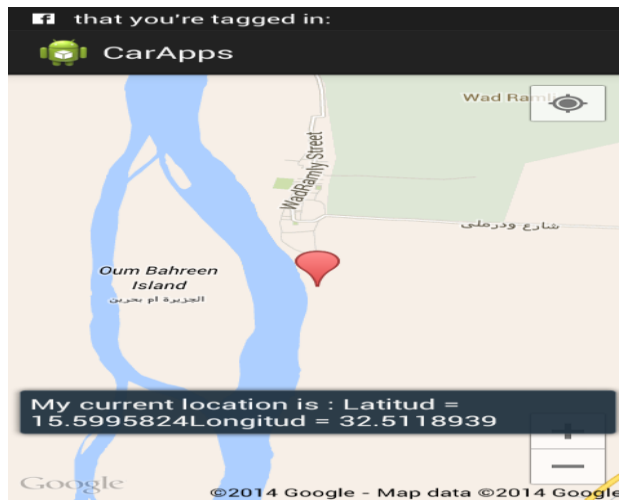 that you're tagged in:
CarApps
Wad Ramli
WadRamly Street
شارع ودرملي
Oum Bahreen
Island
الجزيرة ام بحرين
My current location is : Latitud =
15.5995824Longitud = 32.5118939
Google
©2014 Google - Map data ©2014 Google